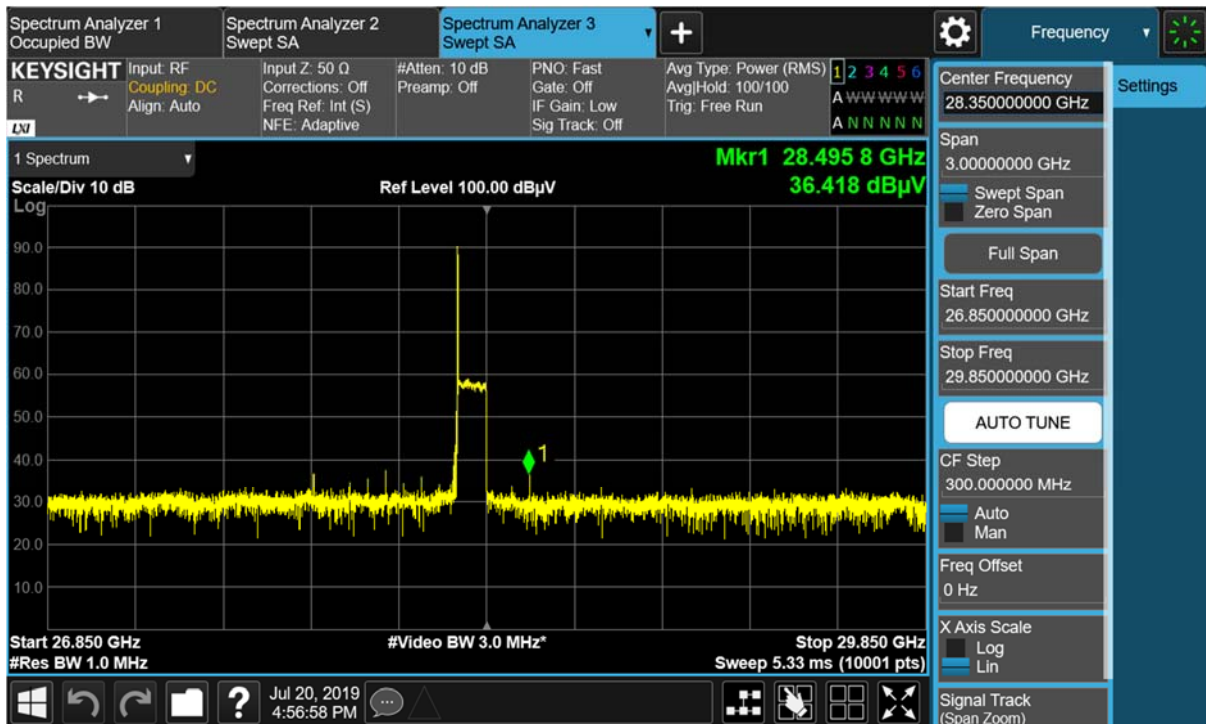 Spectrum Analyzer 1
Occupied BW
Spectrum Analyzer 2
Swept SA
Spectrum Analyzer 3
Swept SA
Frequency
KEYSIGHT
R
LXI
Input: RF
Coupling: DC
Align: Auto
Input Z: 50 Ω
Corrections: Off
Freq Ref: Int (S)
NFE: Adaptive
#Atten: 10 dB
Preamp: Off
PNO: Fast
Gate: Off
IF Gain: Low
Sig Track: Off
Avg Type: Power (RMS)
Avg|Hold: 100/100
Trig: Free Run
1 2 3 4 5 6
A W W W W W
A N N N N N
1 Spectrum
Scale/Div 10 dB
Log
Ref Level 100.00 dBµV
Mkr1 28.495 8 GHz
36.418 dBµV
90.0
80.0
70.0
60.0
50.0
40.0
30.0
20.0
10.0
1
Start 26.850 GHz
#Res BW 1.0 MHz
#Video BW 3.0 MHz*
Stop 29.850 GHz
Sweep 5.33 ms (10001 pts)
Center Frequency
28.350000000 GHz
Settings
Span
3.00000000 GHz
Swept Span
Zero Span
Full Span
Start Freq
26.850000000 GHz
Stop Freq
29.850000000 GHz
AUTO TUNE
CF Step
300.000000 MHz
Auto
Man
Freq Offset
0 Hz
X Axis Scale
Log
Lin
Signal Track
(Span Zoom)
?
Jul 20, 2019
4:56:58 PM